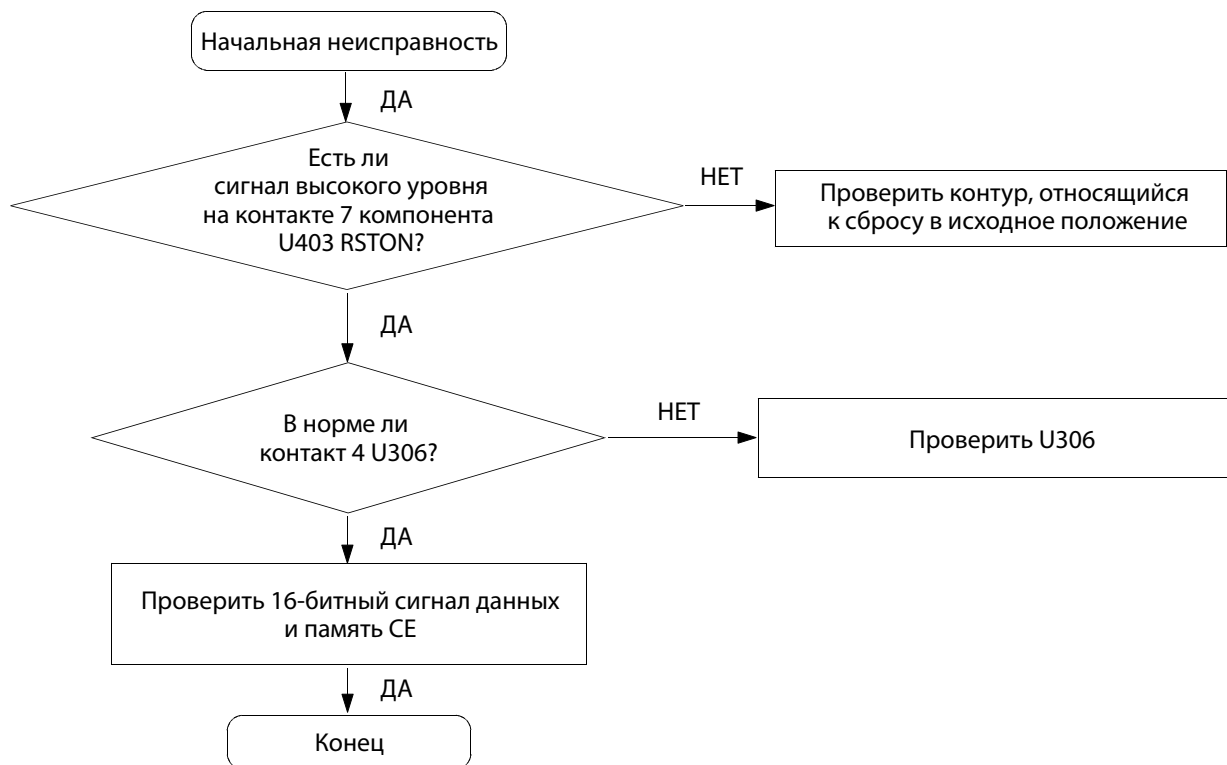 Начальная неисправность
ДА
Есть ли
сигнал высокого уровня
на контакте 7 компонента
U403 RSTON?
НЕТ
Проверить контур, относящийся
к сбросу в исходное положение
ДА
В норме ли
контакт 4 U306?
НЕТ
Проверить U306
ДА
Проверить 16-битный сигнал данных
и память CE
ДА
Конец